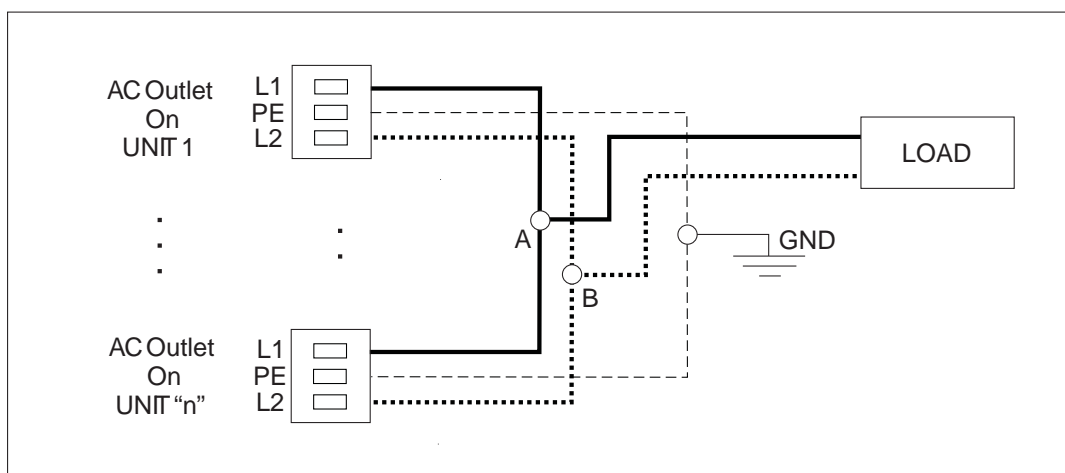 AC Outlet
On
UNIT 1
L1
PE
L2
LOAD
A
GND
B
AC Outlet
On
UNIT “n”
L1
PE
L2